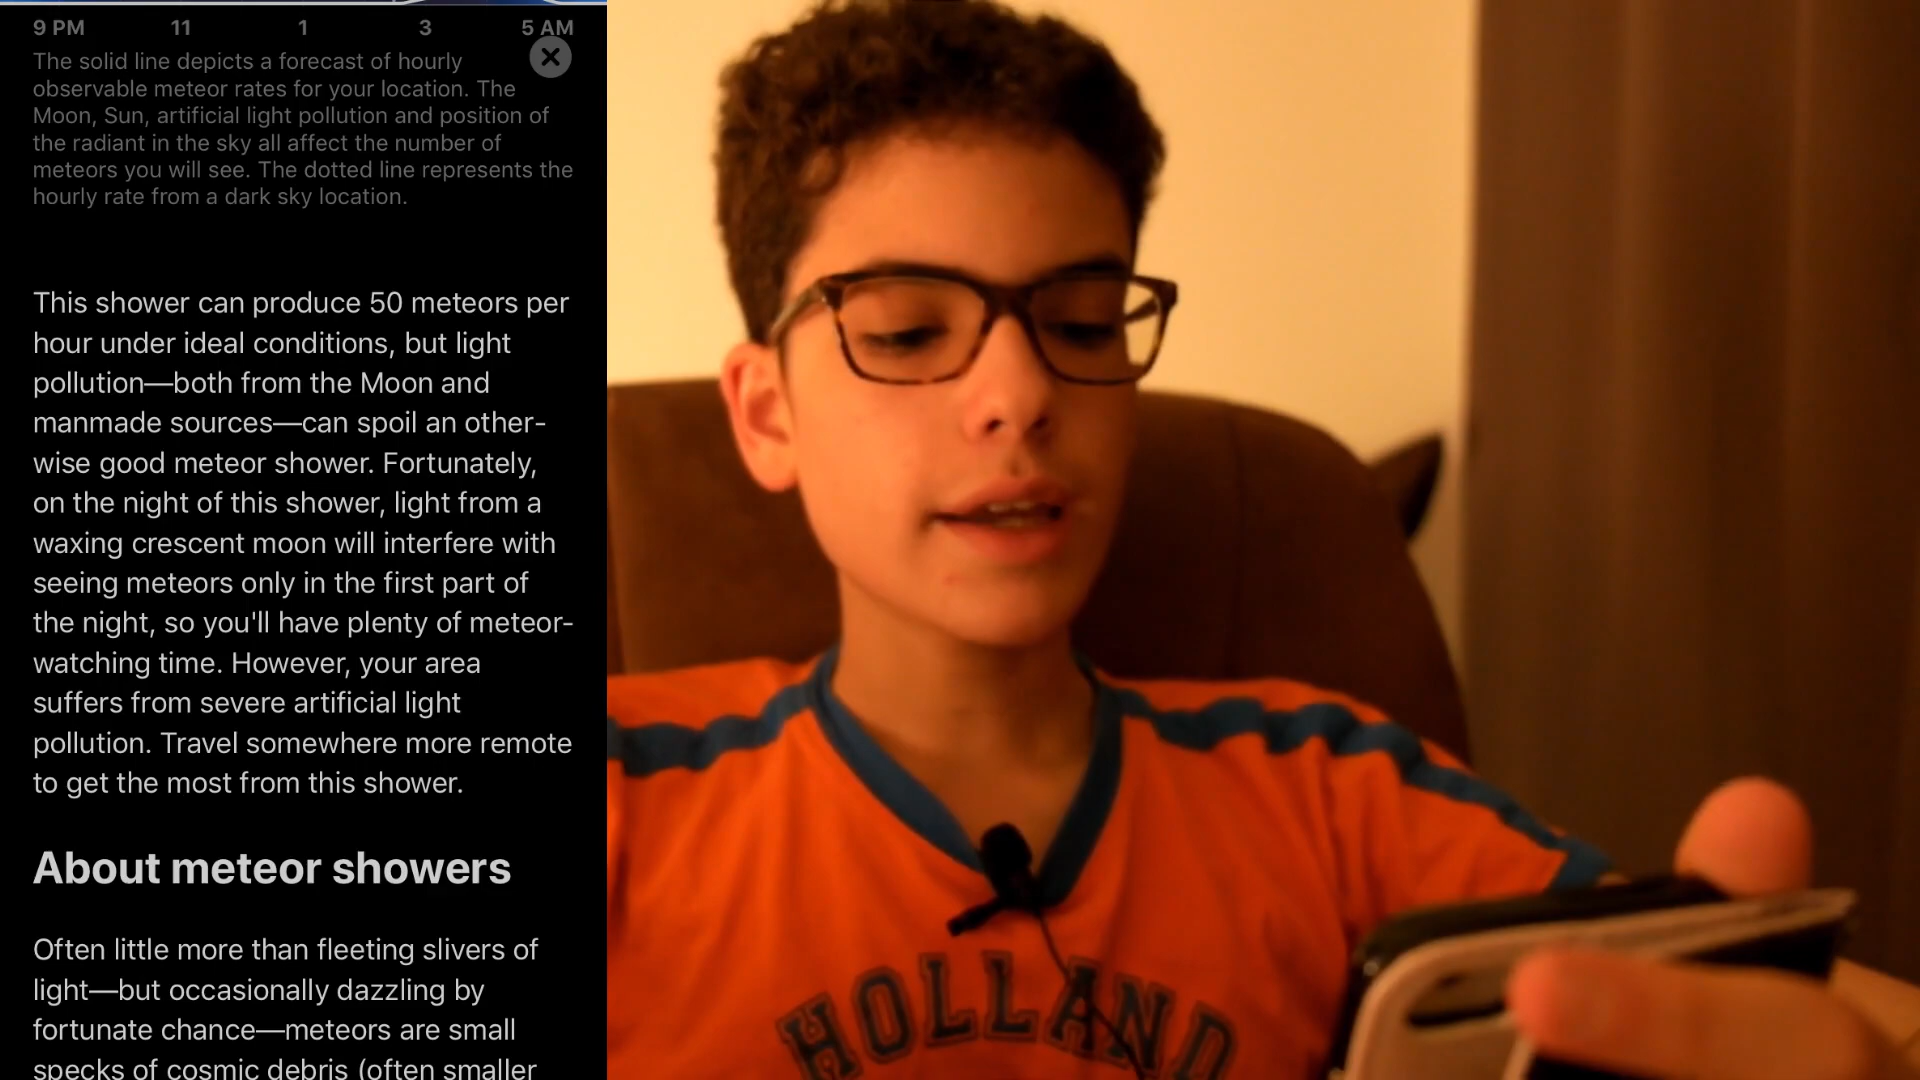 9 PM 11 1 3 5 AM
The solid line depicts a forecast of hourly
observable meteor rates for your location. The
Moon, Sun, artificial light pollution and position of
the radiant in the sky all affect the number of
meteors you will see. The dotted line represents the
hourly rate from a dark sky location.
This shower can produce 50 meteors per
hour under ideal conditions, but light
pollution—both from the Moon and
manmade sources—can spoil an other-
wise good meteor shower. Fortunately,
on the night of this shower, light from a
waxing crescent moon will interfere with
seeing meteors only in the first part of
the night, so you'll have plenty of meteor-
watching time. However, your area
suffers from severe artificial light
pollution. Travel somewhere more remote
to get the most from this shower.
About meteor showers
Often little more than fleeting slivers of
light—but occasionally dazzling by
fortunate chance—meteors are small
specks of cosmic debris (often smaller
HOLLAND